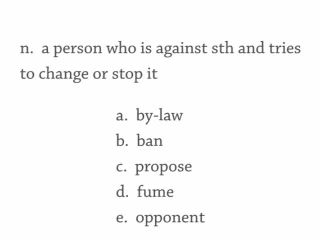 n. a person who is against sth and tries
to change or stop it
a. by-law
b. ban
c. propose
d. fume
e. opponent